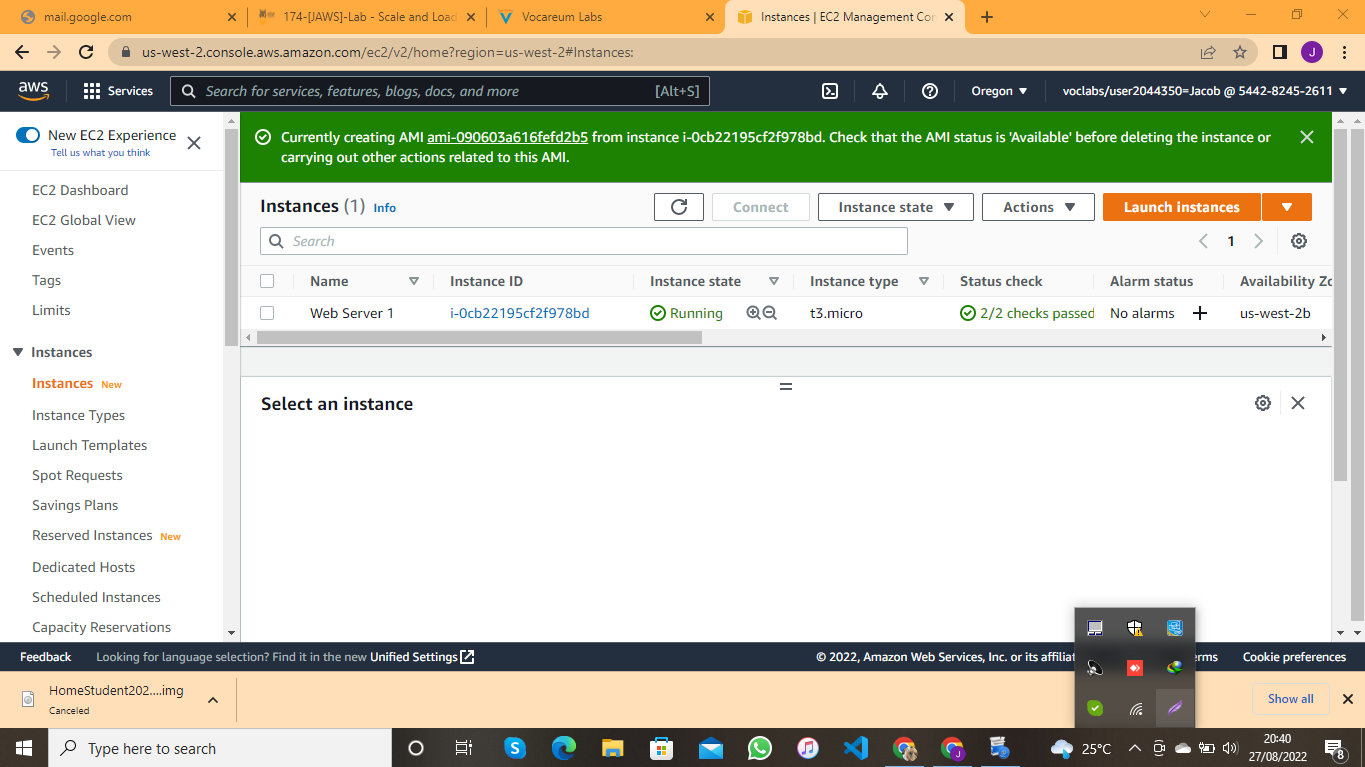 mail.google.com
174-[JAWS]-Lab - Scale and Load
Vocareum Labs
Instances | EC2 Management Con
us-west-2.console.aws.amazon.com/ec2/v2/home?region=us-west-2#Instances:
J
aws
Services
Search for services, features, blogs, docs, and more
[Alt+S]
Oregon
voclabs/user2044350=Jacob @ 5442-8245-2611
New EC2 Experience
Tell us what you think
EC2 Dashboard
EC2 Global View
Events
Tags
Limits
Instances
Instances New
Instance Types
Launch Templates
Spot Requests
Savings Plans
Reserved Instances New
Dedicated Hosts
Scheduled Instances
Capacity Reservations
Currently creating AMI ami-090603a616fefd2b5 from instance i-0cb22195cf2f978bd. Check that the AMI status is 'Available' before deleting the instance or
carrying out other actions related to this AMI.
Instances (1) Info
Connect
Instance state
Actions
Launch instances
Search
1
Name Instance ID Instance state Instance type Status check Alarm status Availability Zo
Web Server 1 i-0cb22195cf2f978bd Running t3.micro 2/2 checks passed No alarms us-west-2b
Select an instance
Feedback Looking for language selection? Find it in the new Unified Settings
© 2022, Amazon Web Services, Inc. or its affiliat
erms Cookie preferences
HomeStudent202....img
Canceled
Show all
Type here to search
25°C
20:40
27/08/2022
8